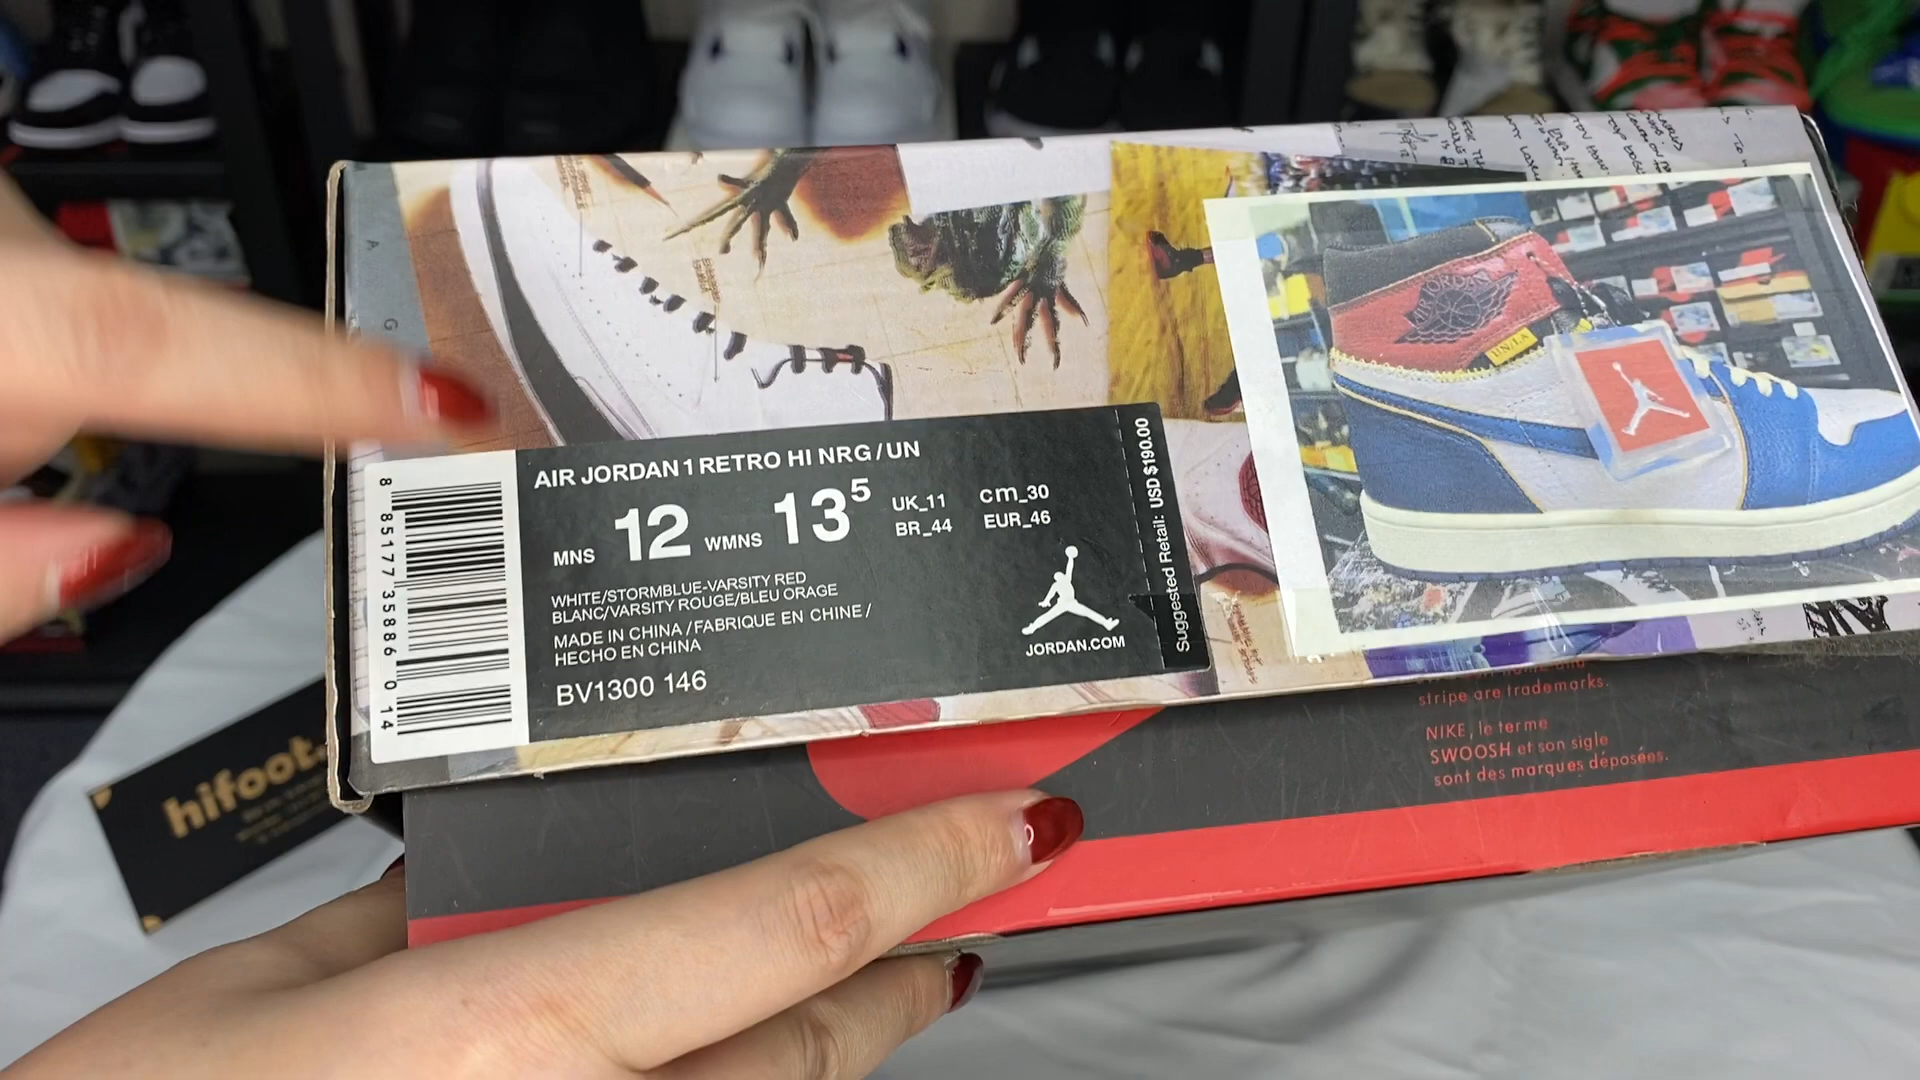 AIR JORDAN 1 RETRO HI NRG / UN
MNS 12 WMNS 13⁵ UK_11 cm_30
BR_44 EUR_46
WHITE/STORMBLUE-VARSITY RED
BLANC/VARSITY ROUGE/BLEU ORAGE
MADE IN CHINA / FABRIQUE EN CHINE /
HECHO EN CHINA
BV1300 146
JORDAN.COM
Suggested Retail: USD $190.00
8 85177 35886 0 14
UN/LA
stripe are trademarks.
NIKE, le terme
SWOOSH et son sigle
sont des marques déposées.
hifoot